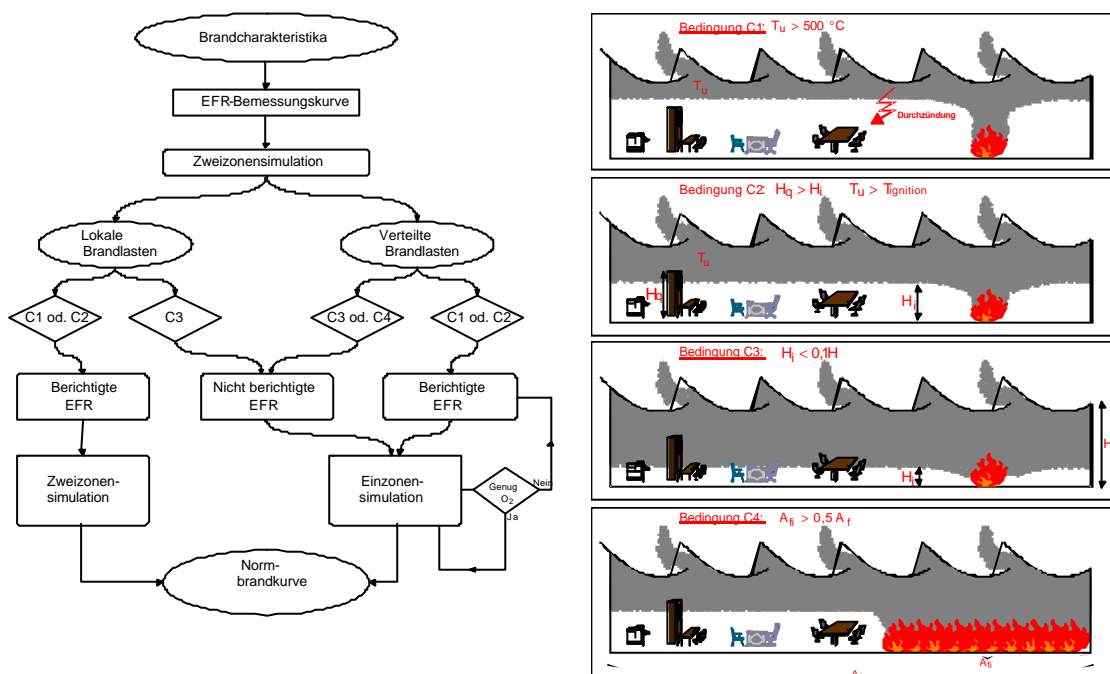 Brandcharakteristika
EFR-Bemessungskurve
Zweizonensimulation
Lokale
Brandlasten
Verteilte
Brandlasten
C1 od. C2
C3
C3 od. C4
C1 od. C2
Berichtigte
EFR
Nicht berichtigte
EFR
Berichtigte
EFR
Zweizonen-
simulation
Einzonen-
simulation
Genug
O2
Nein
Ja
Norm-
brandkurve
Bedingung C1: Tu > 500 °C
Tu
Durchzündung
Bedingung C2: Hq > Hi Tu > Tignition
Tu
Hq
Hi
Bedingung C3: Hi < 0,1H
H
Hi
Bedingung C4: Afi > 0,5 Af
Afi